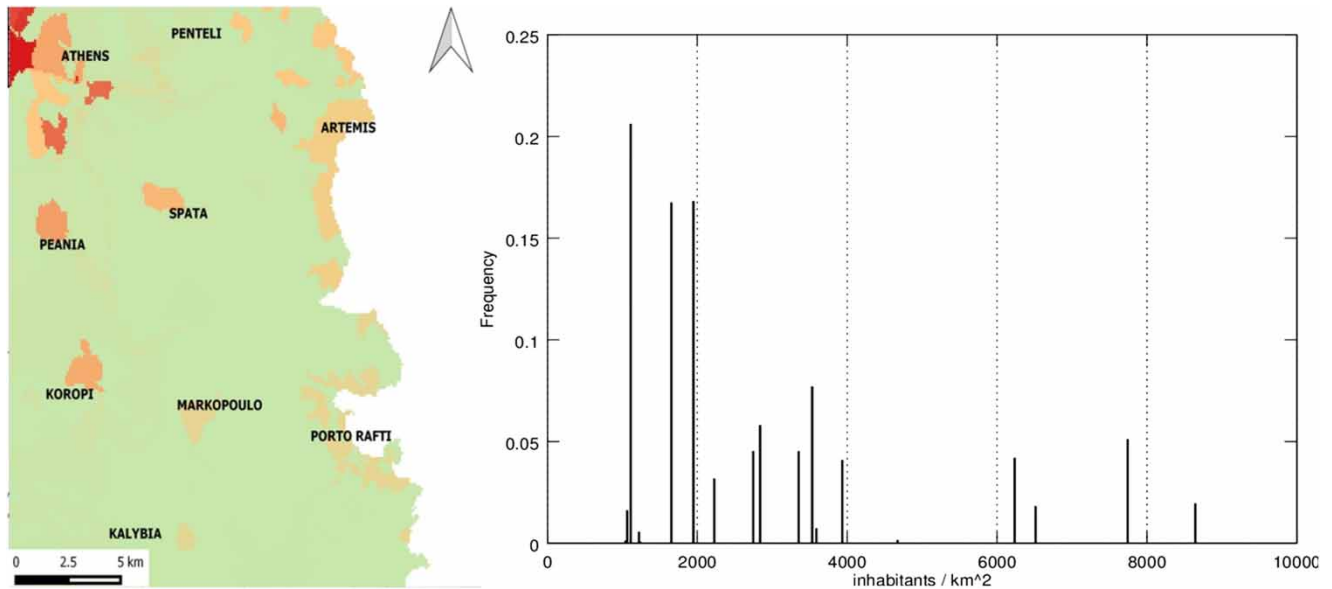 PENTELI
ATHENS
ARTEMIS
SPATA
PEANIA
KOROPI
MARKOPOULO
PORTO RAFTI
KALYBIA
0 2.5 5 km
0.25
0.2
0.15
0.1
0.05
0
Frequency
0 2000 4000 6000 8000 10000
inhabitants / km^2